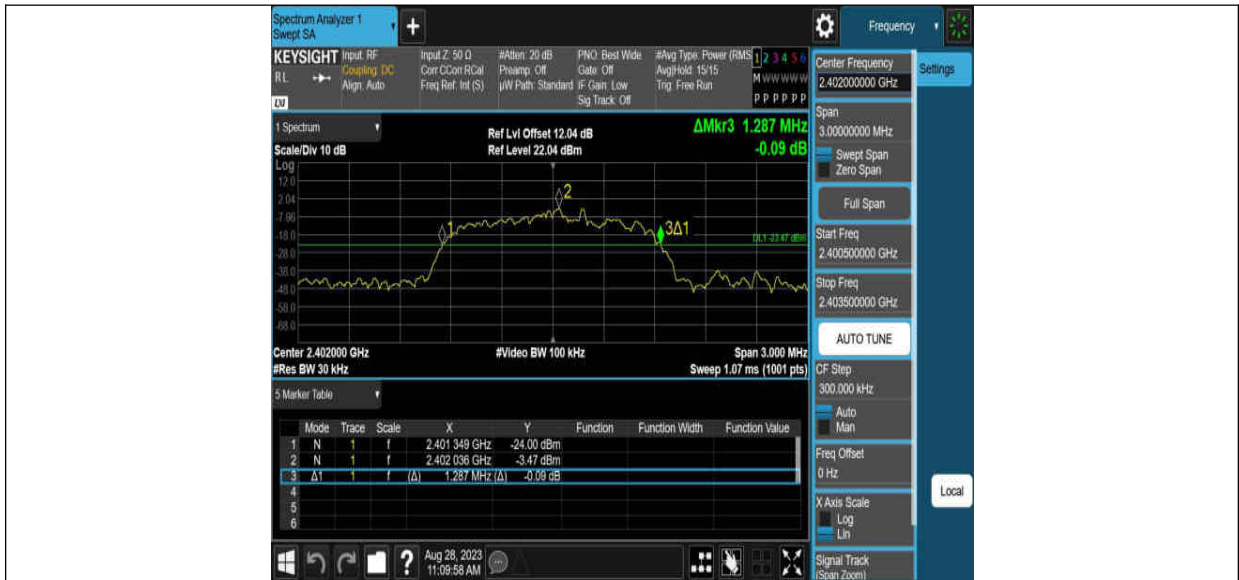 Spectrum Analyzer 1
Swept SA
+
Frequency
KEYSIGHT
RL
LXI
Input: RF
Coupling: DC
Align: Auto
Input Z: 50 Ω
Corr CCorr RCal
Freq Ref: Int (S)
#Atten: 20 dB
Preamp: Off
µW Path: Standard
PNO: Best Wide
Gate: Off
IF Gain: Low
Sig Track: Off
#Avg Type: Power (RMS
Avg|Hold: 15/15
Trig: Free Run
1 2 3 4 5 6
M W W W W W
P P P P P P
1 Spectrum
Scale/Div 10 dB
Ref Lvl Offset 12.04 dB
Ref Level 22.04 dBm
ΔMkr3 1.287 MHz
-0.09 dB
Log
12.0
2.04
-7.96
-18.0
-28.0
-38.0
-48.0
-58.0
-68.0
1
2
3Δ1
DL1 -23.47 dBm
Center 2.402000 GHz
#Res BW 30 kHz
#Video BW 100 kHz
Span 3.000 MHz
Sweep 1.07 ms (1001 pts)
5 Marker Table
Mode Trace Scale X Y Function Function Width Function Value
1 N 1 f 2.401 349 GHz -24.00 dBm
2 N 1 f 2.402 036 GHz -3.47 dBm
3 Δ1 1 f (Δ) 1.287 MHz (Δ) -0.09 dB
4
5
6
?
Aug 28, 2023
11:09:58 AM
Center Frequency
2.402000000 GHz
Settings
Span
3.00000000 MHz
Swept Span
Zero Span
Full Span
Start Freq
2.400500000 GHz
Stop Freq
2.403500000 GHz
AUTO TUNE
CF Step
300.000 kHz
Auto
Man
Freq Offset
0 Hz
X Axis Scale
Log
Lin
Local
Signal Track
(Span Zoom)